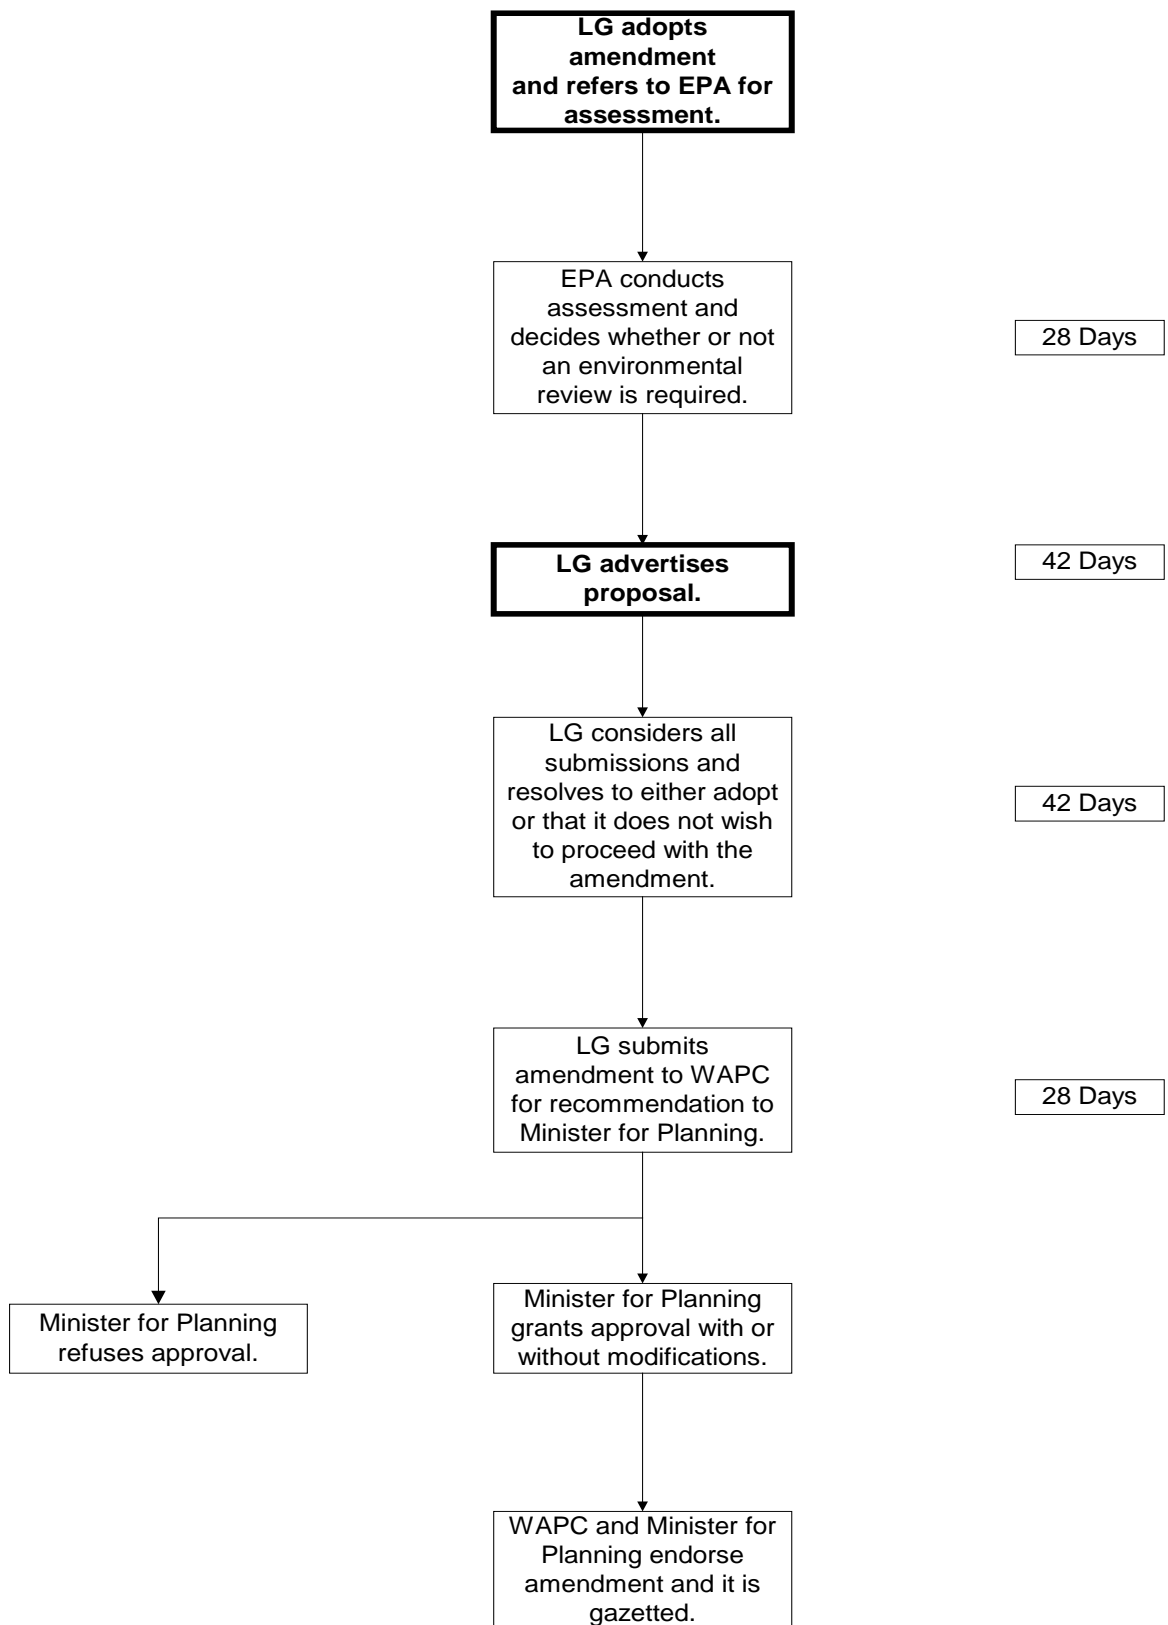 LG adopts
amendment
and refers to EPA for
assessment.
EPA conducts
assessment and
decides whether or not
an environmental
review is required.
28 Days
LG advertises
proposal.
42 Days
LG considers all
submissions and
resolves to either adopt
or that it does not wish
to proceed with the
amendment.
42 Days
LG submits
amendment to WAPC
for recommendation to
Minister for Planning.
28 Days
Minister for Planning
refuses approval.
Minister for Planning
grants approval with or
without modifications.
WAPC and Minister for
Planning endorse
amendment and it is
gazetted.